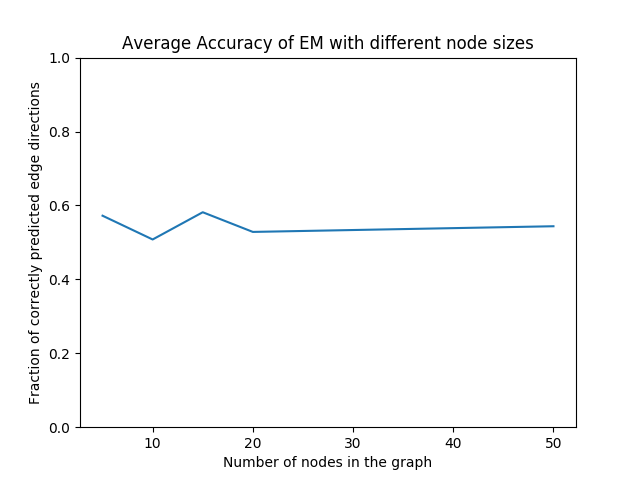 Average Accuracy of EM with different node sizes
Fraction of correctly predicted edge directions
1.0
0.8
0.6
0.4
0.2
0.0
10 20 30 40 50
Number of nodes in the graph